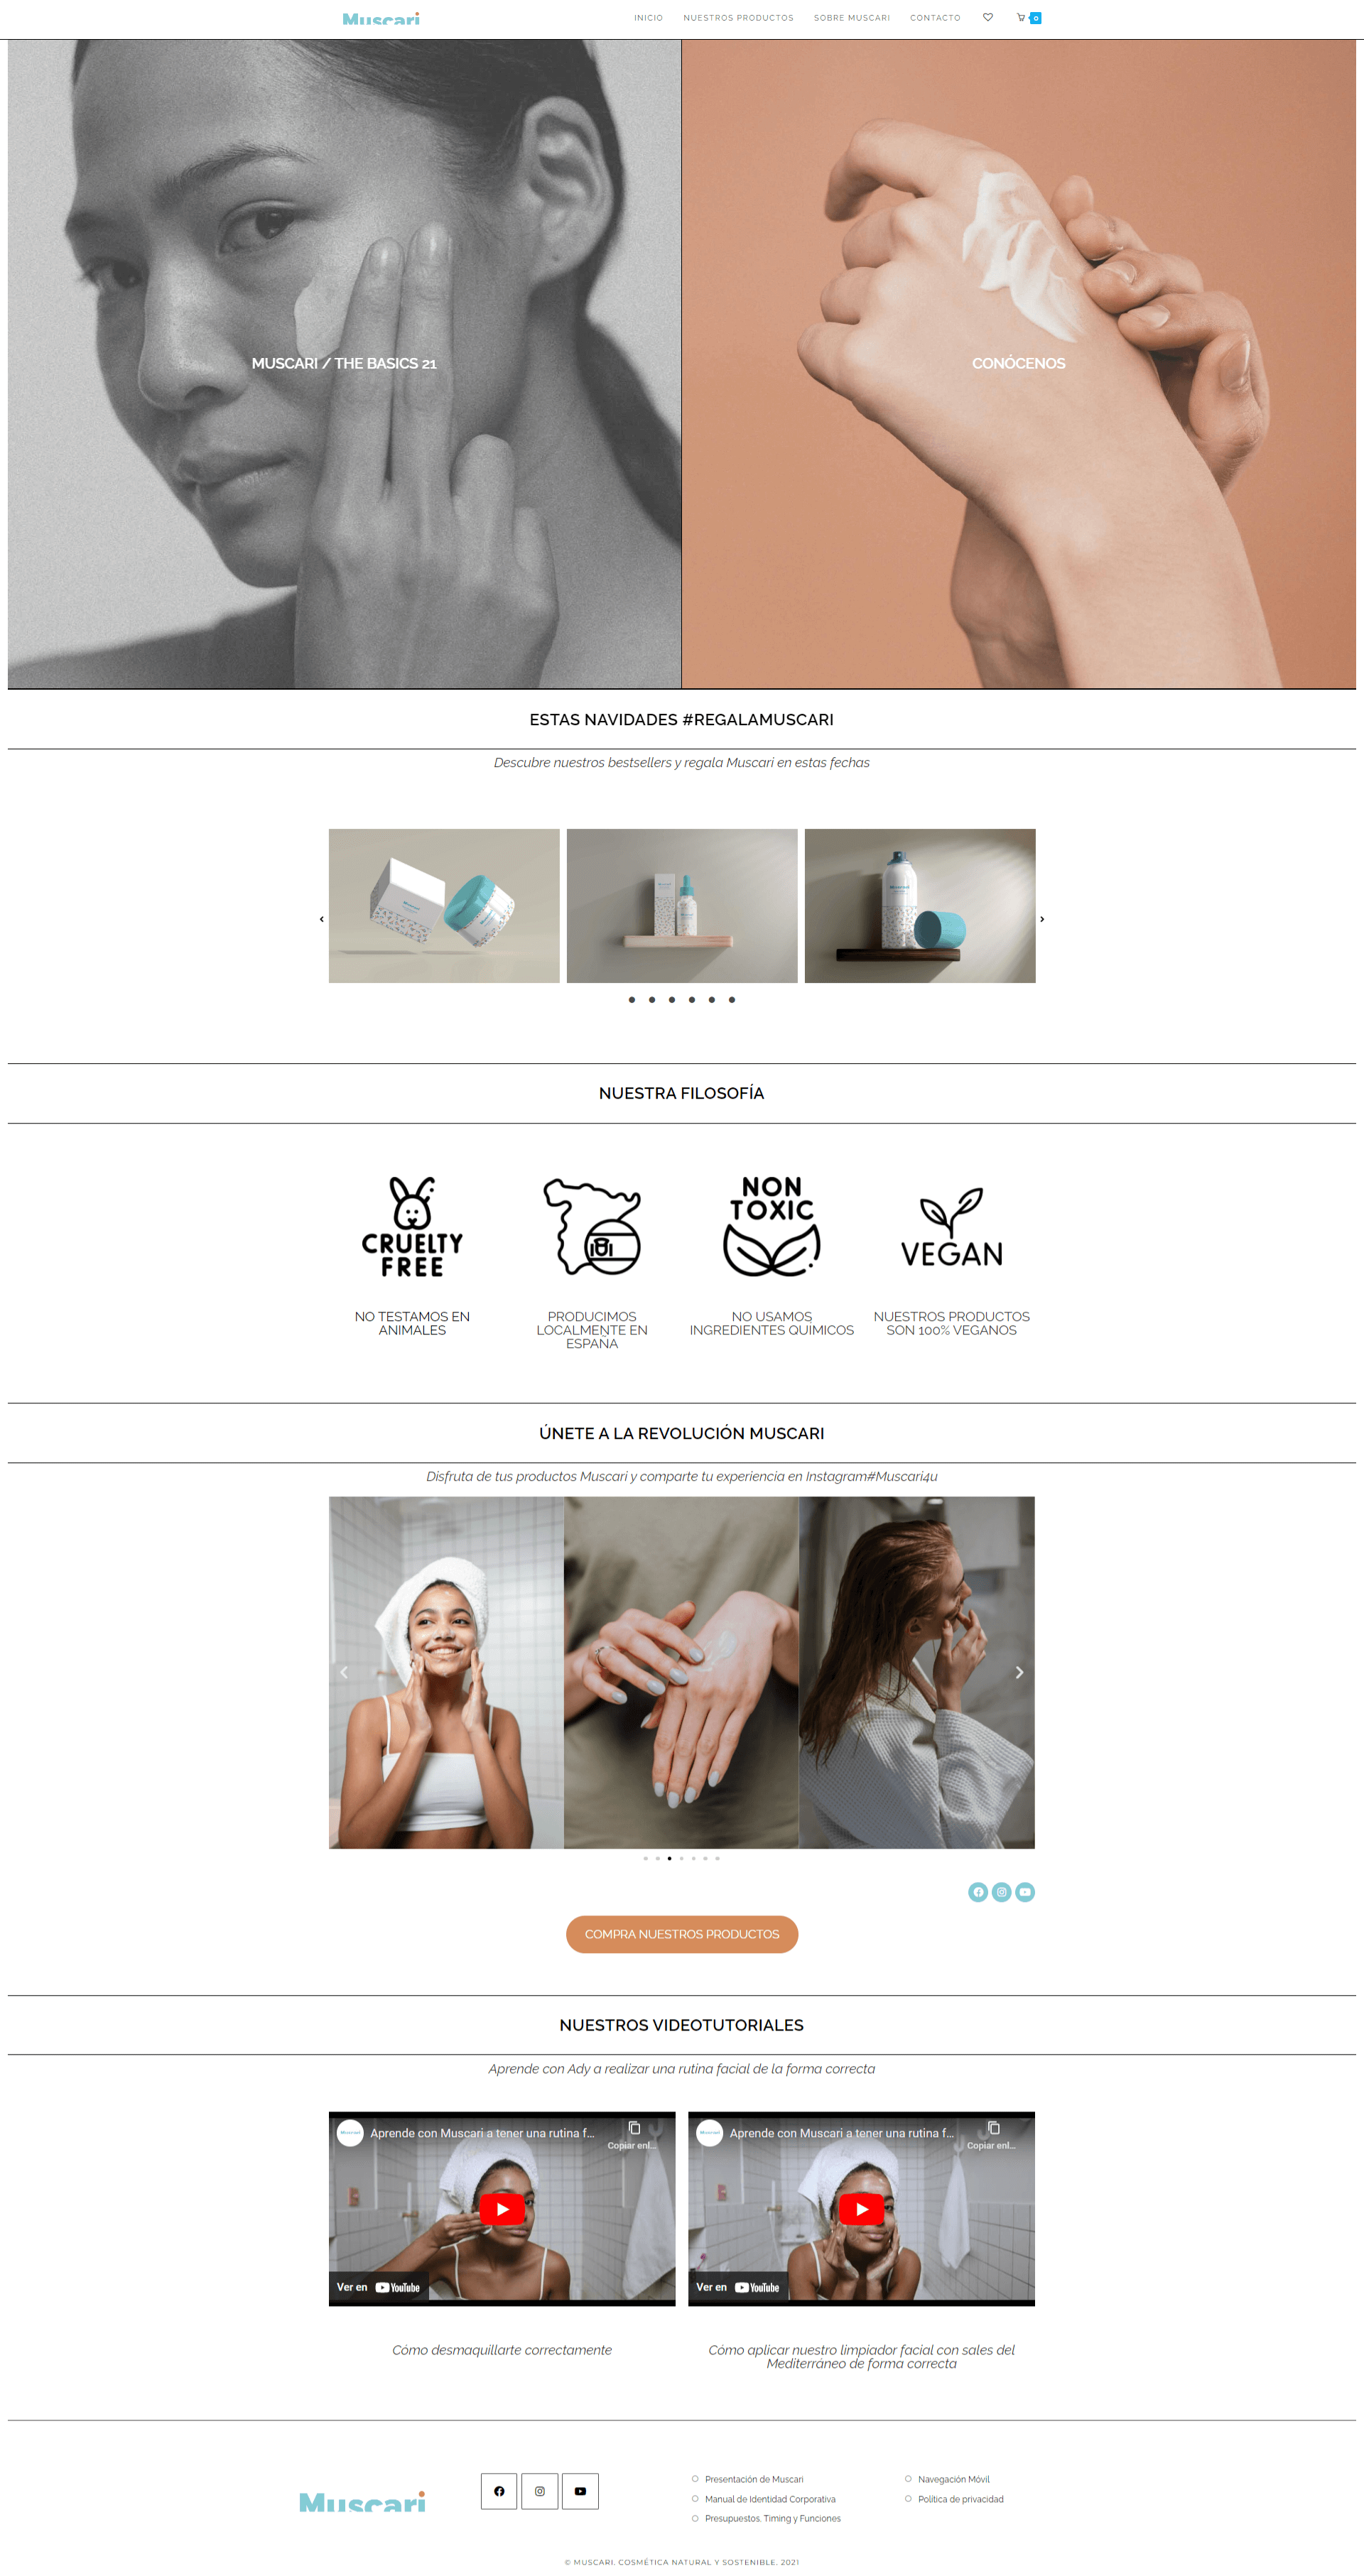 Muscari
INICIO
NUESTROS PRODUCTOS
SOBRE MUSCARI
CONTACTO
0
MUSCARI / THE BASICS 21
CONÓCENOS
ESTAS NAVIDADES #REGALAMUSCARI
Descubre nuestros bestsellers y regala Muscari en estas fechas
Muscari
NUESTRA FILOSOFÍA
CRUELTY
FREE
NON
TOXIC
VEGAN
NO TESTAMOS EN
ANIMALES
PRODUCIMOS
LOCALMENTE EN
ESPAÑA
NO USAMOS
INGREDIENTES QUIMICOS
NUESTROS PRODUCTOS
SON 100% VEGANOS
ÚNETE A LA REVOLUCIÓN MUSCARI
Disfruta de tus productos Muscari y comparte tu experiencia en Instagram#Muscari4u
COMPRA NUESTROS PRODUCTOS
NUESTROS VIDEOTUTORIALES
Aprende con Ady a realizar una rutina facial de la forma correcta
Aprende con Muscari a tener una rutina f...
Copiar enl...
Ver en YouTube
Aprende con Muscari a tener una rutina f...
Copiar enl...
Ver en YouTube
Cómo desmaquillarte correctamente
Cómo aplicar nuestro limpiador facial con sales del
Mediterráneo de forma correcta
Muscari
Presentación de Muscari
Manual de Identidad Corporativa
Presupuestos, Timing y Funciones
Navegación Móvil
Política de privacidad
© MUSCARI. COSMÉTICA NATURAL Y SOSTENIBLE. 2021